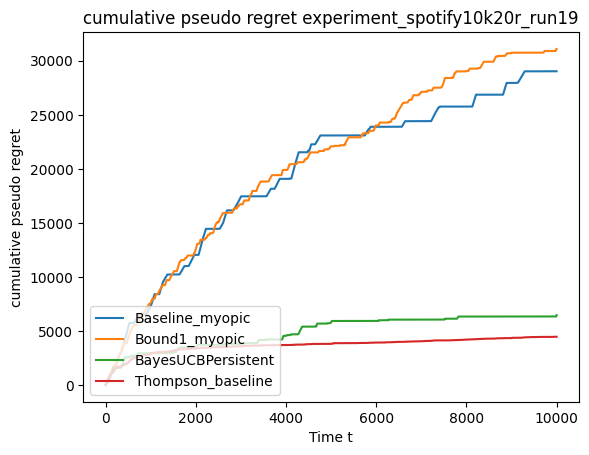 cumulative pseudo regret experiment_spotify10k20r_run19
cumulative pseudo regret
30000
25000
20000
15000
10000
5000
0
Baseline_myopic
Bound1_myopic
BayesUCBPersistent
Thompson_baseline
0 2000 4000 6000 8000 10000
Time t